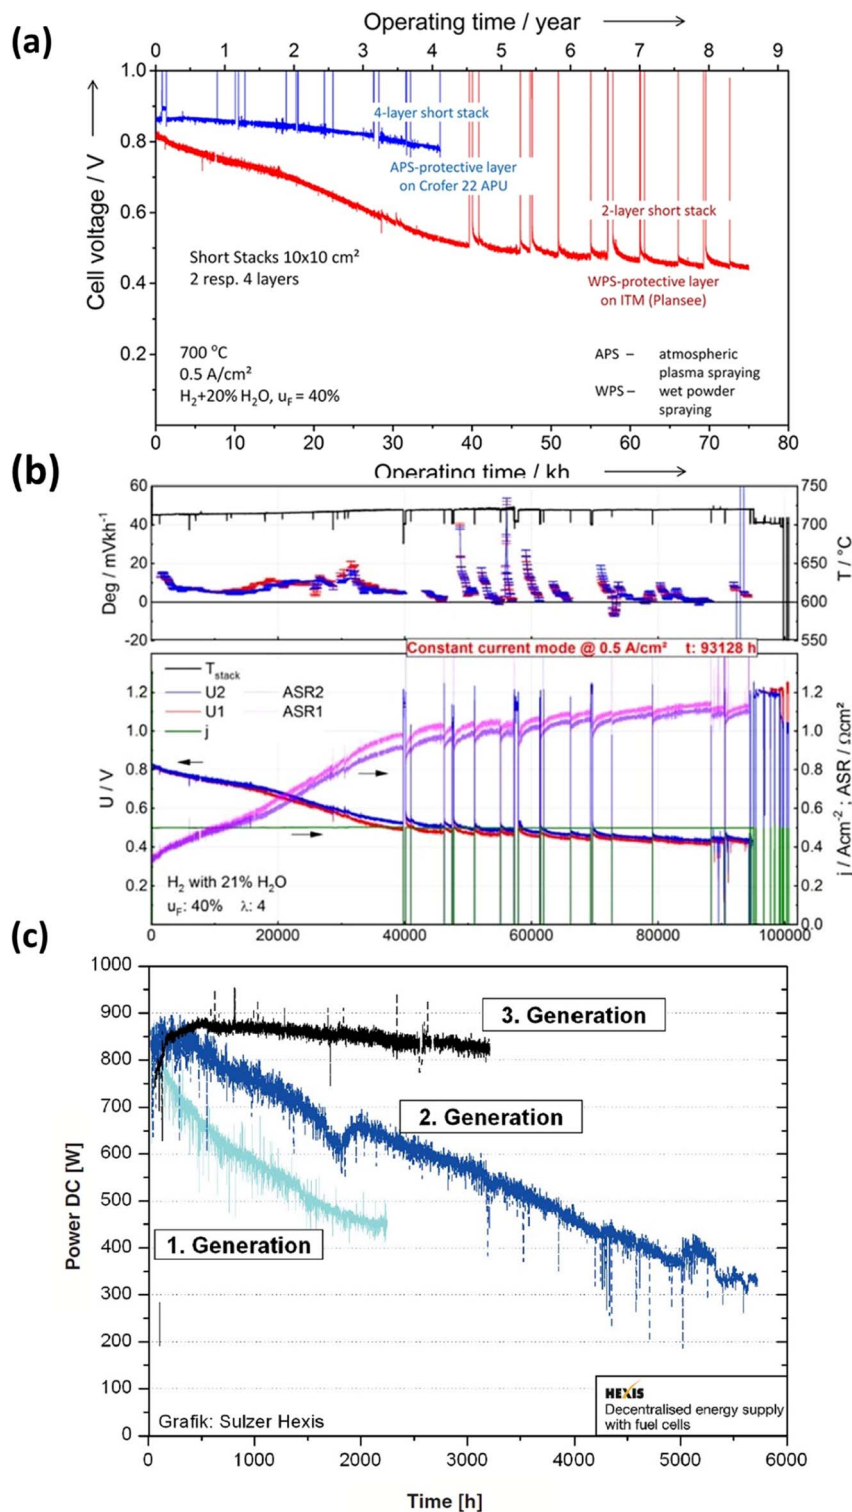 (a)
Operating time / year
0 1 2 3 4 5 6 7 8 9
1.0
0.8
0.6
0.4
0.2
Cell voltage / V
4-layer short stack
APS-protective layer
on Crofer 22 APU
2-layer short stack
WPS-protective layer
on ITM (Plansee)
Short Stacks 10x10 cm²
2 resp. 4 layers
700 °C
0.5 A/cm²
H₂+20% H₂O, uF = 40%
APS – atmospheric
plasma spraying
WPS – wet powder
spraying
0 10 20 30 40 50 60 70 80
Operating time / kh
(b)
60
40
20
0
-20
Deg / mVkh⁻¹
750
700
650
600
550
T / °C
Constant current mode @ 0.5 A/cm² t: 93128 h
Tstack
U2 ASR2
U1 ASR1
j
1.2
1.0
0.8
0.6
0.4
0.2
U / V
1.2
1.0
0.8
0.6
0.4
0.2
0.0
j / Acm⁻² ; ASR / Ωcm²
H₂ with 21% H₂O
uF: 40% λ: 4
0 20000 40000 60000 80000 100000
(c)
1000
900
800
700
600
500
400
300
200
100
0
Power DC [W]
3. Generation
2. Generation
1. Generation
Grafik: Sulzer Hexis
HEXIS
Decentralised energy supply
with fuel cells
0 1000 2000 3000 4000 5000 6000
Time [h]